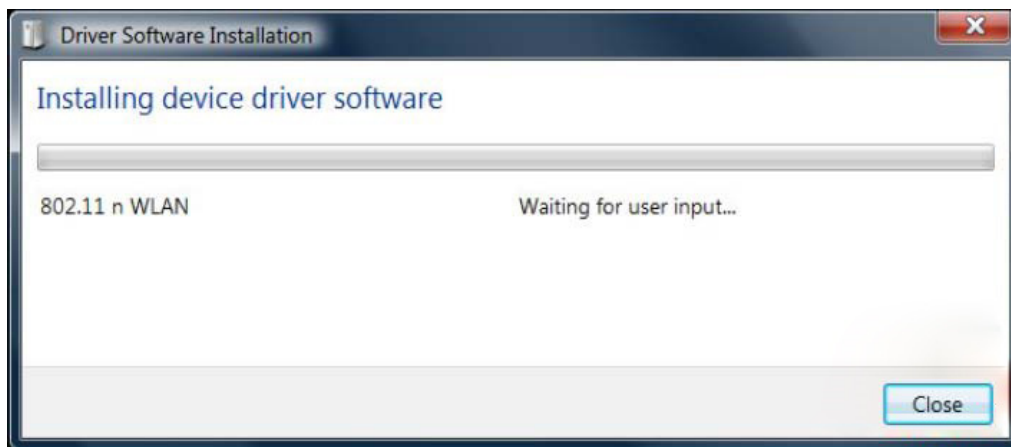 Driver Software Installation
Installing device driver software
802.11 n WLAN Waiting for user input...
Close